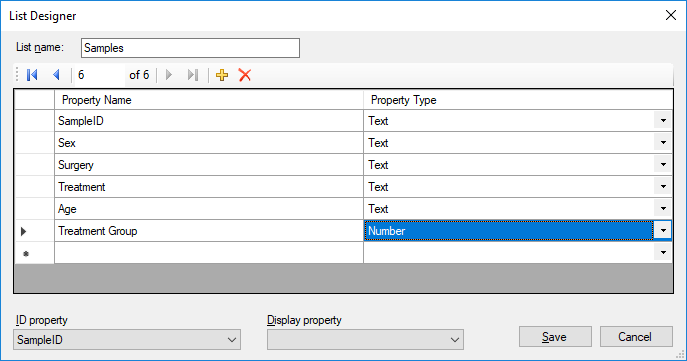 List Designer
List name: Samples
6 of 6
Property Name Property Type
SampleID Text
Sex Text
Surgery Text
Treatment Text
Age Text
Treatment Group Number
ID property Display property
SampleID Save Cancel